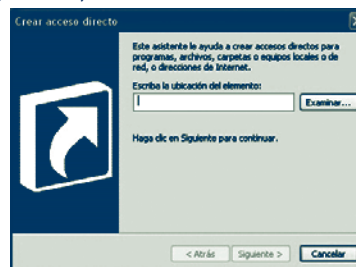 Crear acceso directo
Este asistente le ayuda a crear accesos directos para
programas, archivos, carpetas o equipos locales o de
red, o direcciones de Internet.
Escriba la ubicación del elemento:
Examinar...
Haga clic en Siguiente para continuar.
< Atrás
Siguiente >
Cancelar